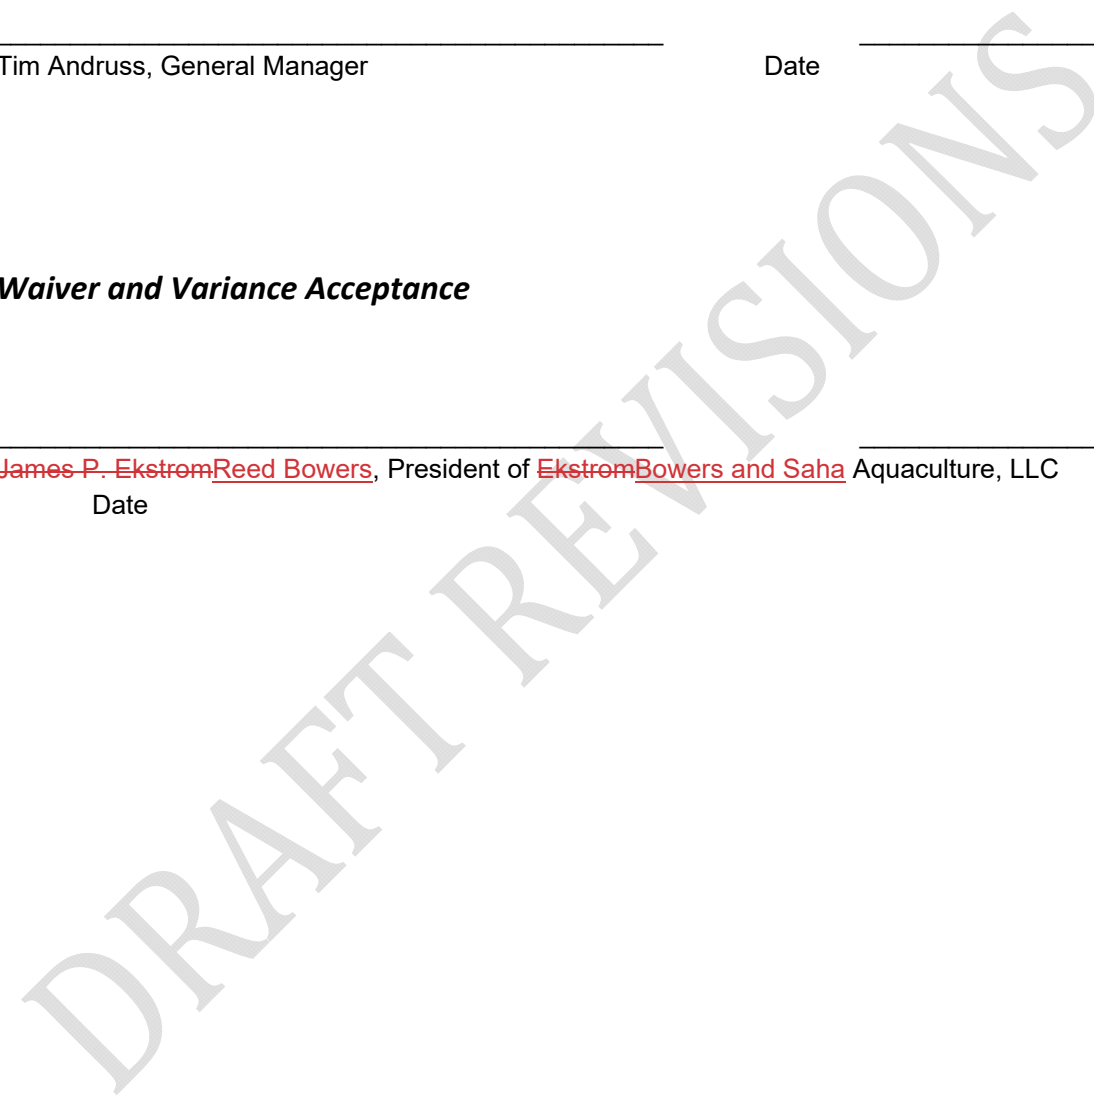 Tim Andruss, General Manager Date
Waiver and Variance Acceptance
James P. EkstromReed Bowers, President of EkstromBowers and Saha Aquaculture, LLC
Date
DRAFT REVISIONS